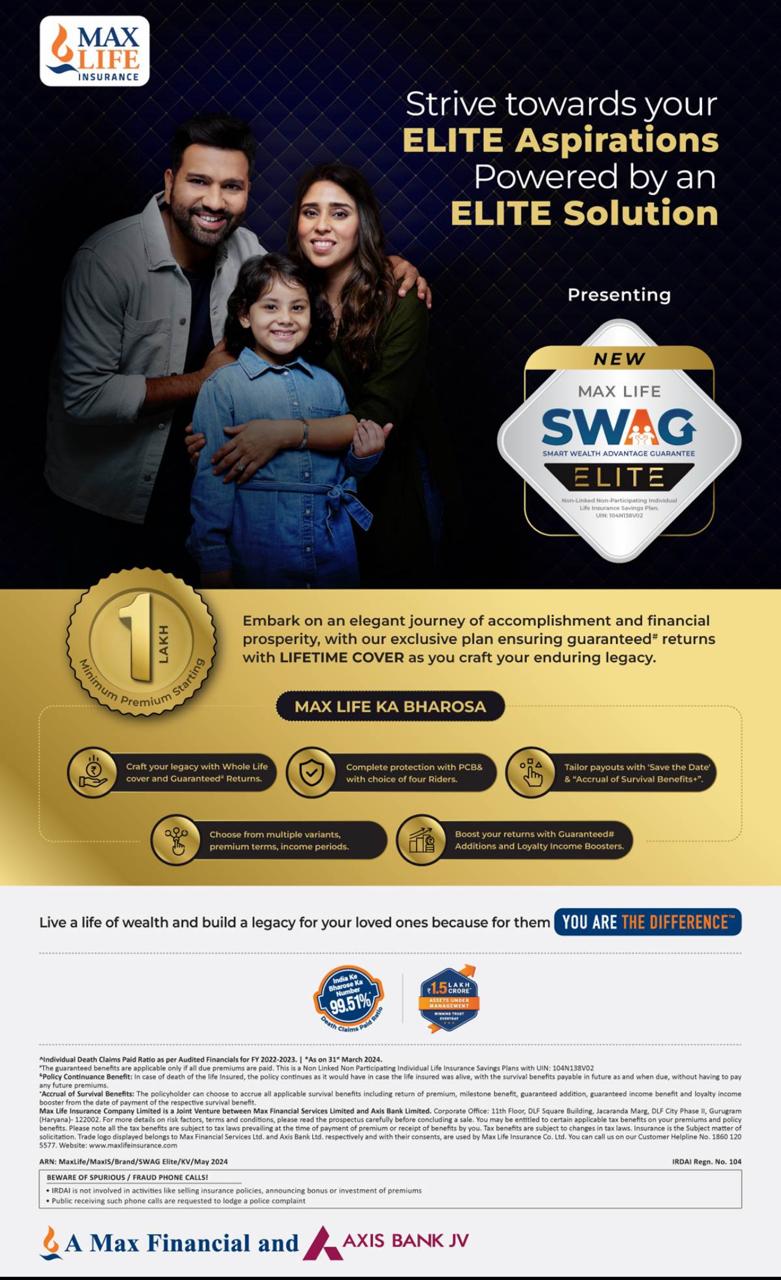 MAX
LIFE
INSURANCE
Strive towards your
ELITE Aspirations
Powered by an
ELITE Solution
Presenting
NEW
MAX LIFE
SWAG
SMART WEALTH ADVANTAGE GUARANTEE
ELITE
Non-Linked Non-Participating Individual
Life Insurance Savings Plan.
UIN: 104N138V02
1 LAKH
Minimum Premium Starting
Embark on an elegant journey of accomplishment and financial
prosperity, with our exclusive plan ensuring guaranteed# returns
with LIFETIME COVER as you craft your enduring legacy.
MAX LIFE KA BHAROSA
Craft your legacy with Whole Life
cover and Guaranteed# Returns.
Complete protection with PCB&
with choice of four Riders.
Tailor payouts with 'Save the Date'
& "Accrual of Survival Benefits+".
Choose from multiple variants,
premium terms, income periods.
Boost your returns with Guaranteed#
Additions and Loyalty Income Boosters.
Live a life of wealth and build a legacy for your loved ones because for them YOU ARE THE DIFFERENCE™
India Ke
Bharose Ka
Number
99.51%^
Death Claims Paid Ratio
₹1.5 LAKH
CRORE*
ASSETS UNDER
MANAGEMENT
WINNING TRUST
EVERYDAY
^Individual Death Claims Paid Ratio as per Audited Financials for FY 2022-2023. | *As on 31st March 2024.
#The guaranteed benefits are applicable only if all due premiums are paid. This is a Non Linked Non Participating Individual Life Insurance Savings Plans with UIN: 104N138V02
&Policy Continuance Benefit: In case of death of the life Insured, the policy continues as it would have in case the life insured was alive, with the survival benefits payable in future as and when due, without having to pay
any future premiums.
+Accrual of Survival Benefits: The policyholder can choose to accrue all applicable survival benefits including return of premium, milestone benefit, guaranteed addition, guaranteed income benefit and loyalty income
booster from the date of payment of the respective survival benefit.
Max Life Insurance Company Limited is a Joint Venture between Max Financial Services Limited and Axis Bank Limited. Corporate Office: 11th Floor, DLF Square Building, Jacaranda Marg, DLF City Phase II, Gurugram
(Haryana)- 122002. For more details on risk factors, terms and conditions, please read the prospectus carefully before concluding a sale. You may be entitled to certain applicable tax benefits on your premiums and policy
benefits. Please note all the tax benefits are subject to tax laws prevailing at the time of payment of premium or receipt of benefits by you. Tax benefits are subject to changes in tax laws. Insurance is the Subject matter of
solicitation. Trade logo displayed belongs to Max Financial Services Ltd. and Axis Bank Ltd. respectively and with their consents, are used by Max Life Insurance Co. Ltd. You can call us on our Customer Helpline No. 1860 120
5577. Website: www.maxlifeinsurance.com
ARN: MaxLife/MaxIS/Brand/SWAG Elite/KV/May 2024 IRDAI Regn. No. 104
BEWARE OF SPURIOUS / FRAUD PHONE CALLS!
• IRDAI is not involved in activities like selling insurance policies, announcing bonus or investment of premiums
• Public receiving such phone calls are requested to lodge a police complaint
A Max Financial and AXIS BANK JV